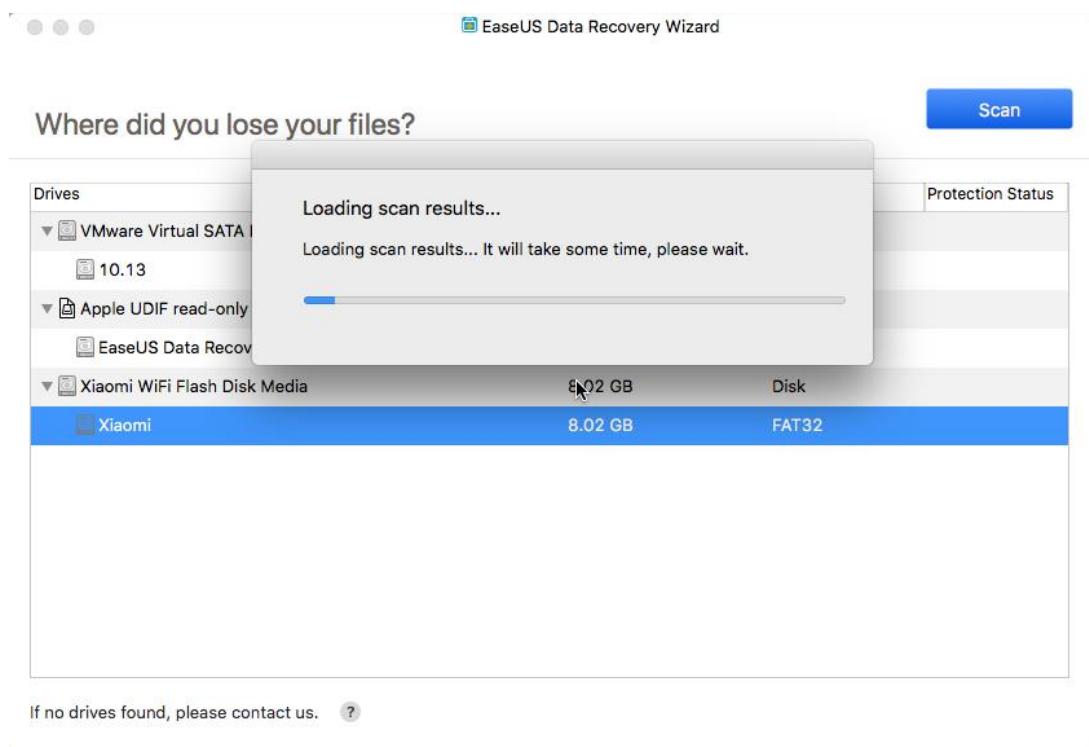 EaseUS Data Recovery Wizard
Where did you lose your files?
Scan
Drives
Protection Status
Loading scan results...
Loading scan results... It will take some time, please wait.
VMware Virtual SATA
10.13
Apple UDIF read-only
EaseUS Data Recov
Xiaomi WiFi Flash Disk Media 8.02 GB Disk
Xiaomi 8.02 GB FAT32
If no drives found, please contact us. ?